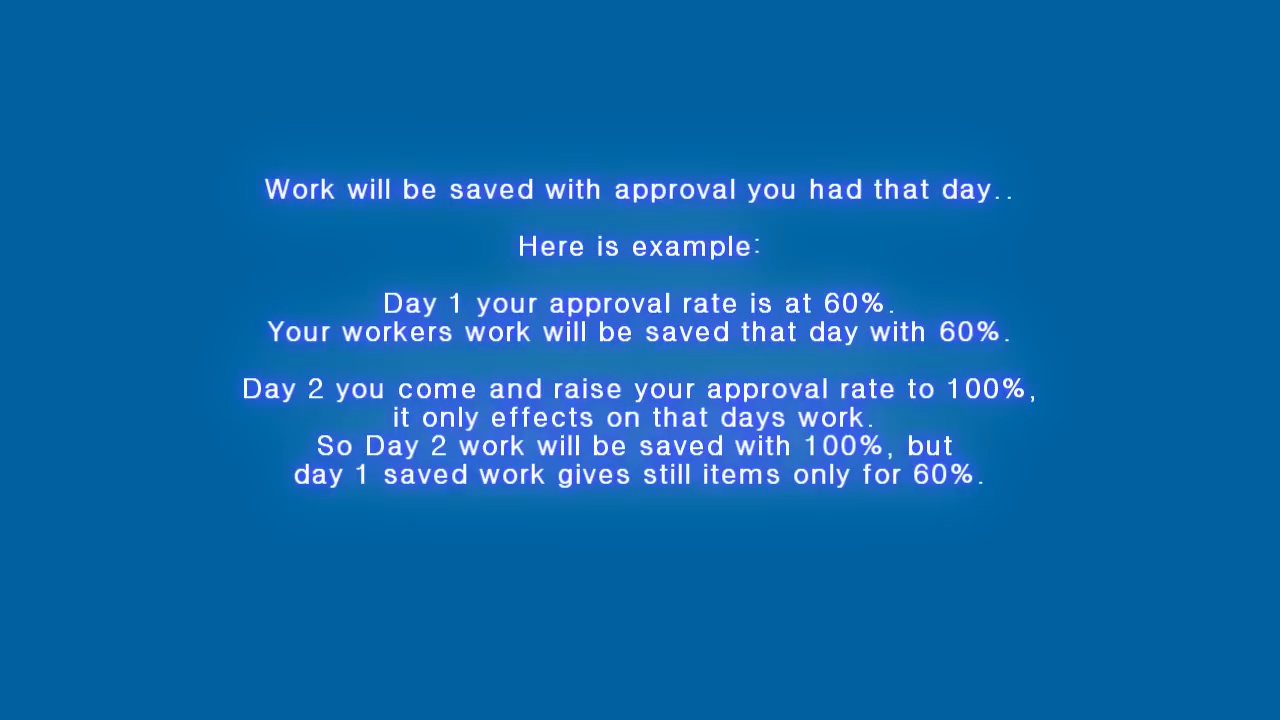 Work will be saved with approval you had that day..
Here is example:
Day 1 your approval rate is at 60%.
Your workers work will be saved that day with 60%.
Day 2 you come and raise your approval rate to 100%,
it only effects on that days work.
So Day 2 work will be saved with 100%, but
day 1 saved work gives still items only for 60%.